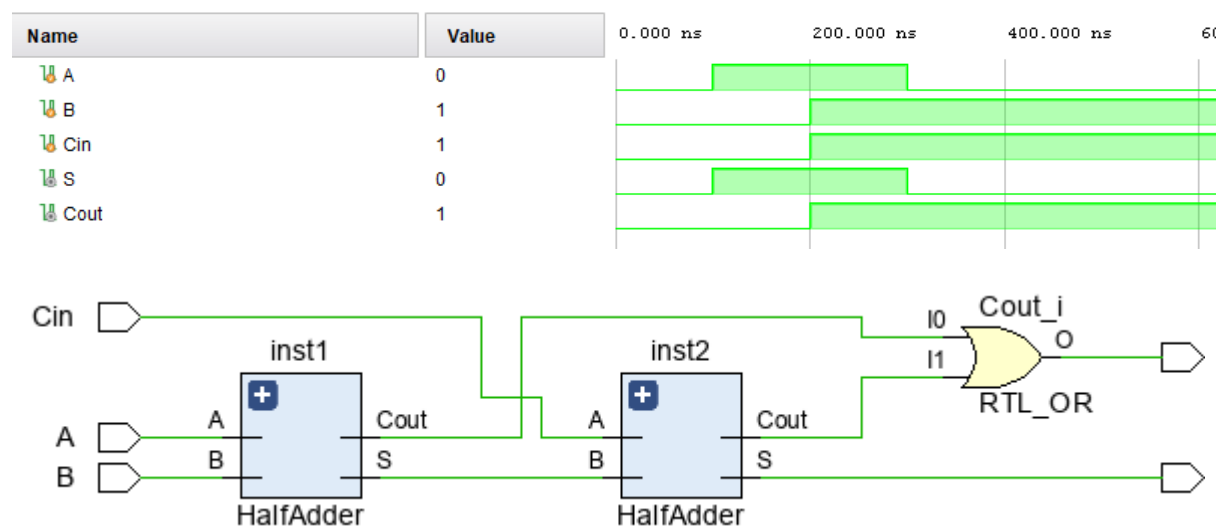 Name Value 0.000 ns 200.000 ns 400.000 ns 60
A 0
B 1
Cin 1
S 0
Cout 1
Cin
inst1 inst2 Cout_i
I0 O
I1
RTL_OR
A A Cout A Cout
B B S B S
HalfAdder HalfAdder